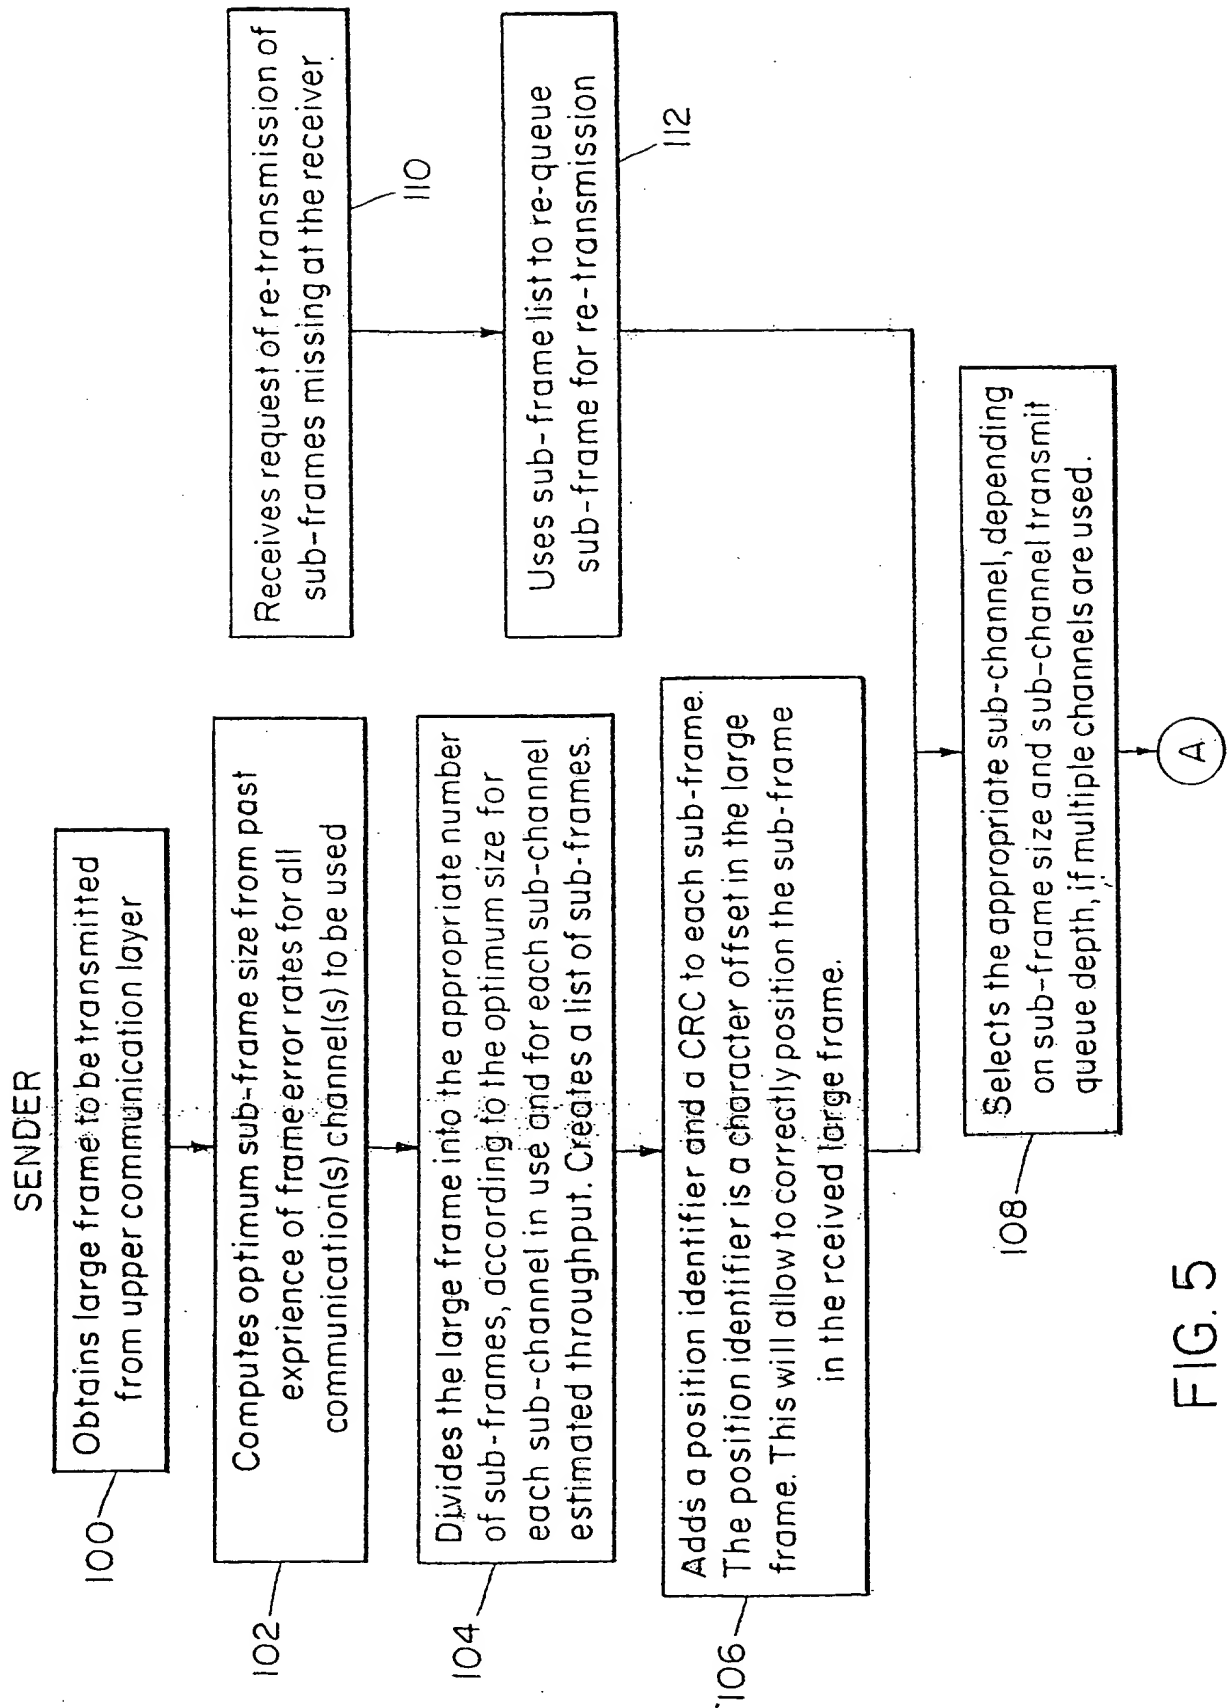 SENDER
Obtains large frame to be transmitted
from upper communication layer
100
Computes optimum sub-frame size from past
exprience of frame error rates for all
communication(s) channel(s) to be used
102
Divides the large frame into the appropriate number
of sub-frames, according to the optimum size for
each sub-channel in use and for each sub-channel
estimated throughput. Creates a list of sub-frames.
104
Adds a position identifier and a CRC to each sub-frame.
The position identifier is a character offset in the large
frame. This will allow to correctly position the sub-frame
in the rceived large frame.
106
Receives request of re-transmission of
sub-frames missing at the receiver
110
Uses sub-frame list to re-queue
sub-frame for re-transmission
112
Selects the appropriate sub-channel, depending
on sub-frame size and sub-channel transmit
queue depth, if multiple channels are used.
108
A
FIG. 5